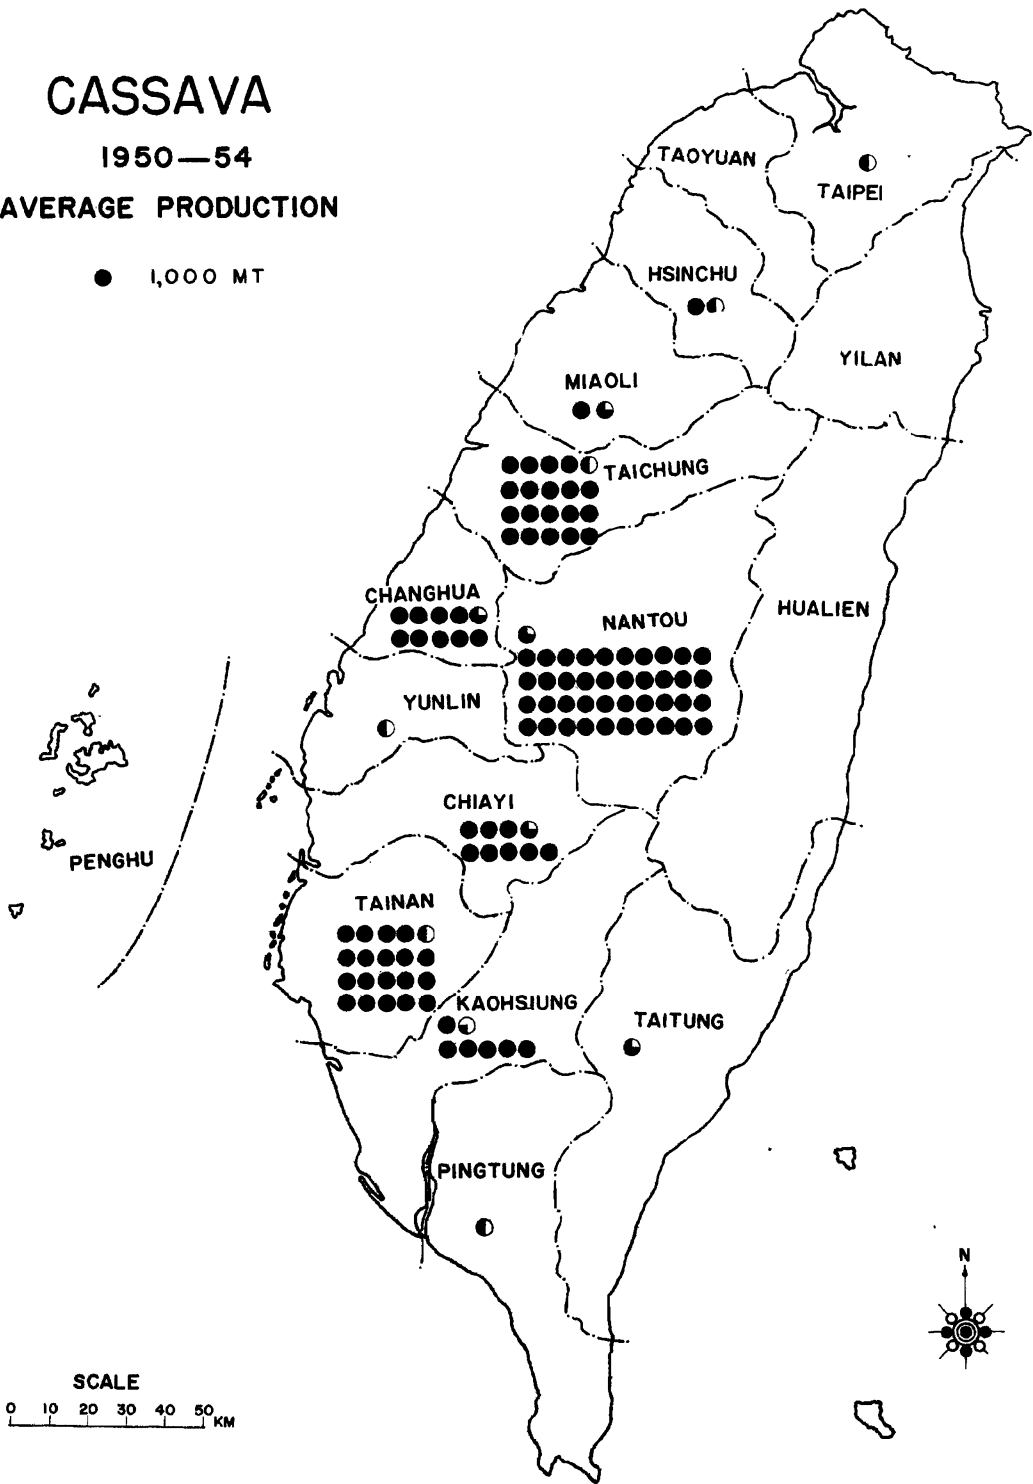 CASSAVA
1950—54
AVERAGE PRODUCTION
1,000 MT
TAOYUAN
TAIPEI
HSINCHU
YILAN
MIAOLI
TAICHUNG
CHANGHUA
HUALIEN
NANTOU
YUNLIN
CHIAYI
PENGHU
TAINAN
KAOHSIUNG
TAITUNG
PINGTUNG
N
SCALE
0 10 20 30 40 50 KM